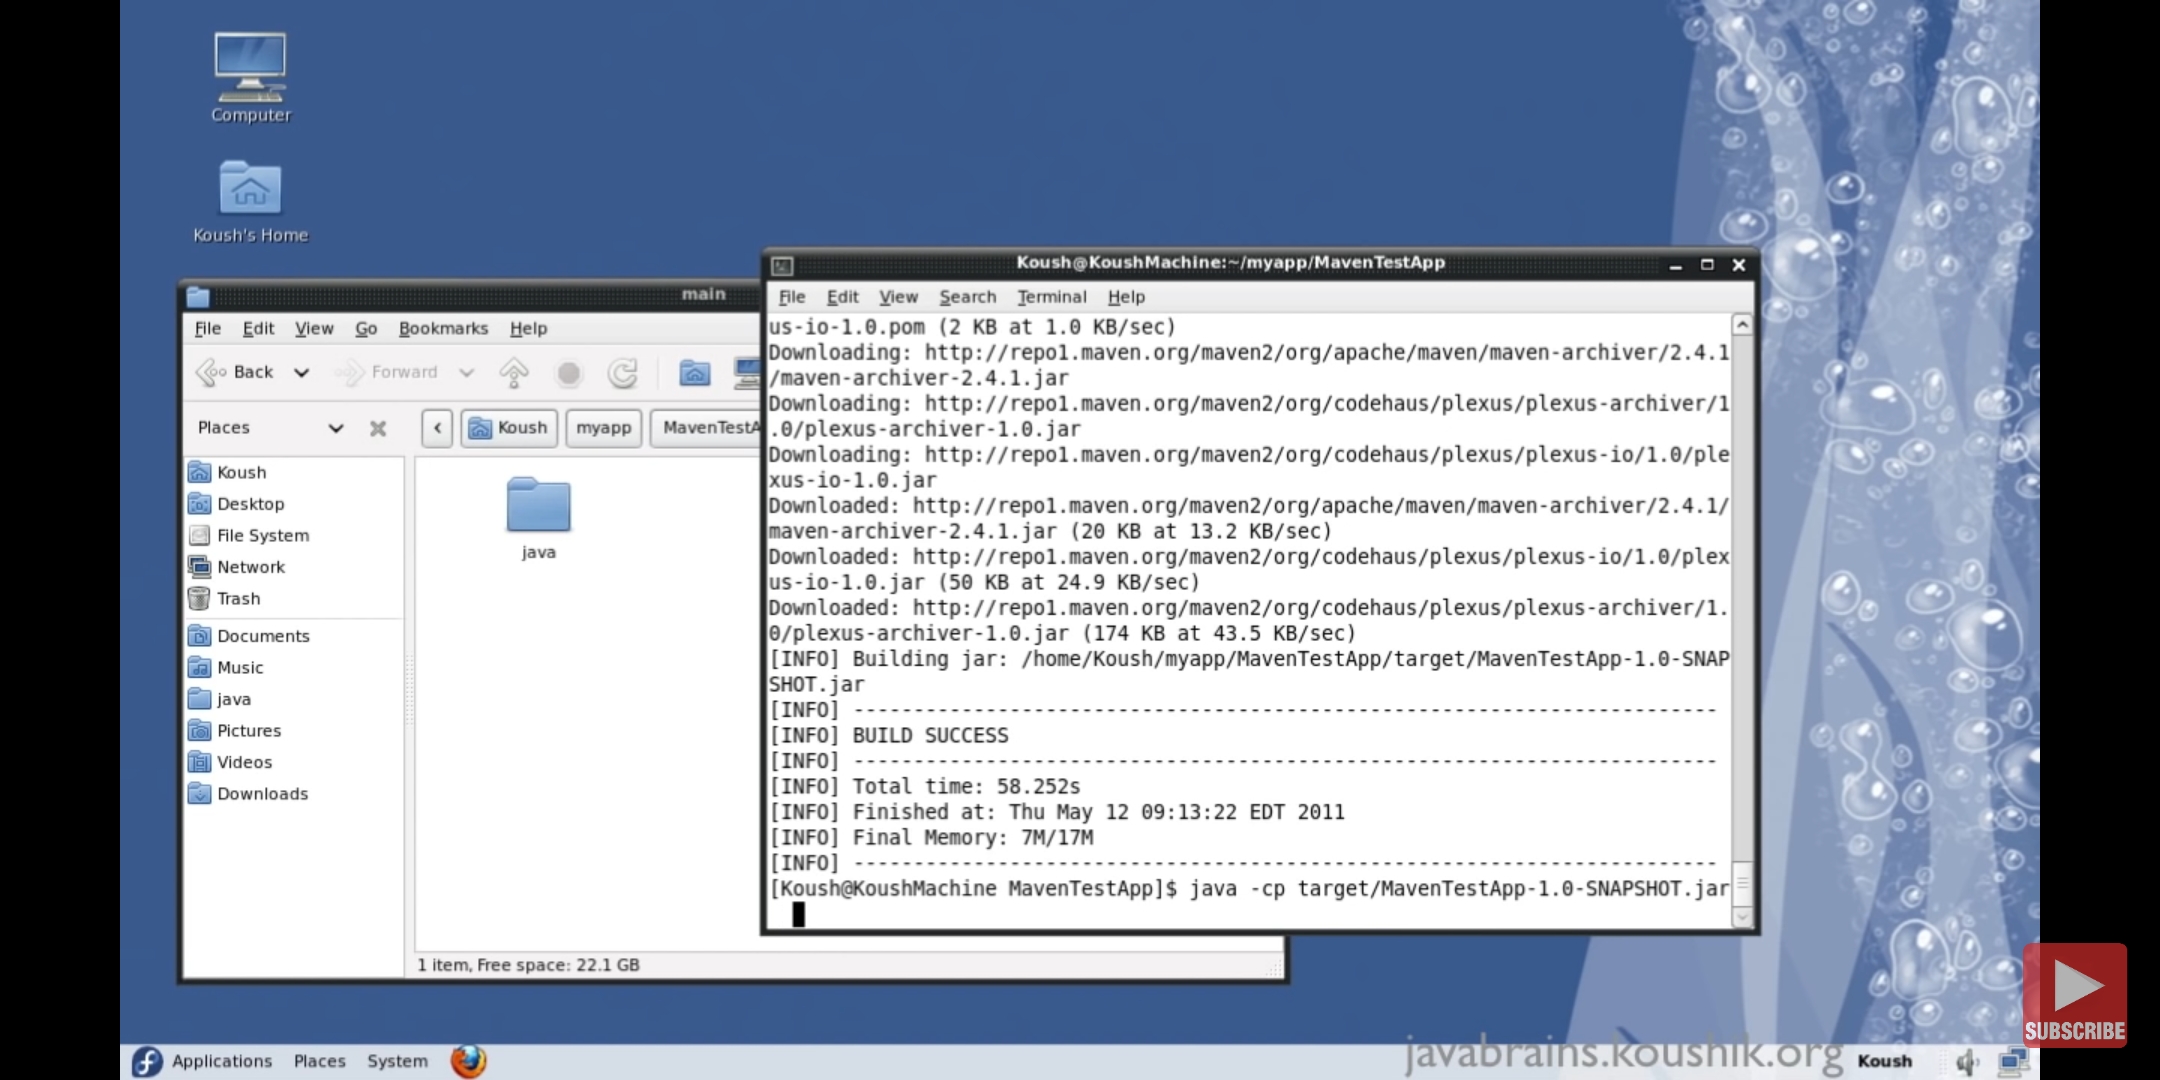 Computer
Koush's Home
main
File Edit View Go Bookmarks Help
Back Forward
Places
Koush myapp MavenTestA
Koush
Desktop
File System
Network
Trash
Documents
Music
java
Pictures
Videos
Downloads
java
1 item, Free space: 22.1 GB
Koush@KoushMachine:~/myapp/MavenTestApp
File Edit View Search Terminal Help
us-io-1.0.pom (2 KB at 1.0 KB/sec)
Downloading: http://repo1.maven.org/maven2/org/apache/maven/maven-archiver/2.4.1
/maven-archiver-2.4.1.jar
Downloading: http://repo1.maven.org/maven2/org/codehaus/plexus/plexus-archiver/1
.0/plexus-archiver-1.0.jar
Downloading: http://repo1.maven.org/maven2/org/codehaus/plexus/plexus-io/1.0/ple
xus-io-1.0.jar
Downloaded: http://repo1.maven.org/maven2/org/apache/maven/maven-archiver/2.4.1/
maven-archiver-2.4.1.jar (20 KB at 13.2 KB/sec)
Downloaded: http://repo1.maven.org/maven2/org/codehaus/plexus/plexus-io/1.0/plex
us-io-1.0.jar (50 KB at 24.9 KB/sec)
Downloaded: http://repo1.maven.org/maven2/org/codehaus/plexus/plexus-archiver/1.
0/plexus-archiver-1.0.jar (174 KB at 43.5 KB/sec)
[INFO] Building jar: /home/Koush/myapp/MavenTestApp/target/MavenTestApp-1.0-SNAP
SHOT.jar
[INFO] ------------------------------------------------------------------------
[INFO] BUILD SUCCESS
[INFO] ------------------------------------------------------------------------
[INFO] Total time: 58.252s
[INFO] Finished at: Thu May 12 09:13:22 EDT 2011
[INFO] Final Memory: 7M/17M
[INFO] ------------------------------------------------------------------------
[Koush@KoushMachine MavenTestApp]$ java -cp target/MavenTestApp-1.0-SNAPSHOT.jar
SUBSCRIBE
Applications Places System
javabrains.koushik.org
Koush